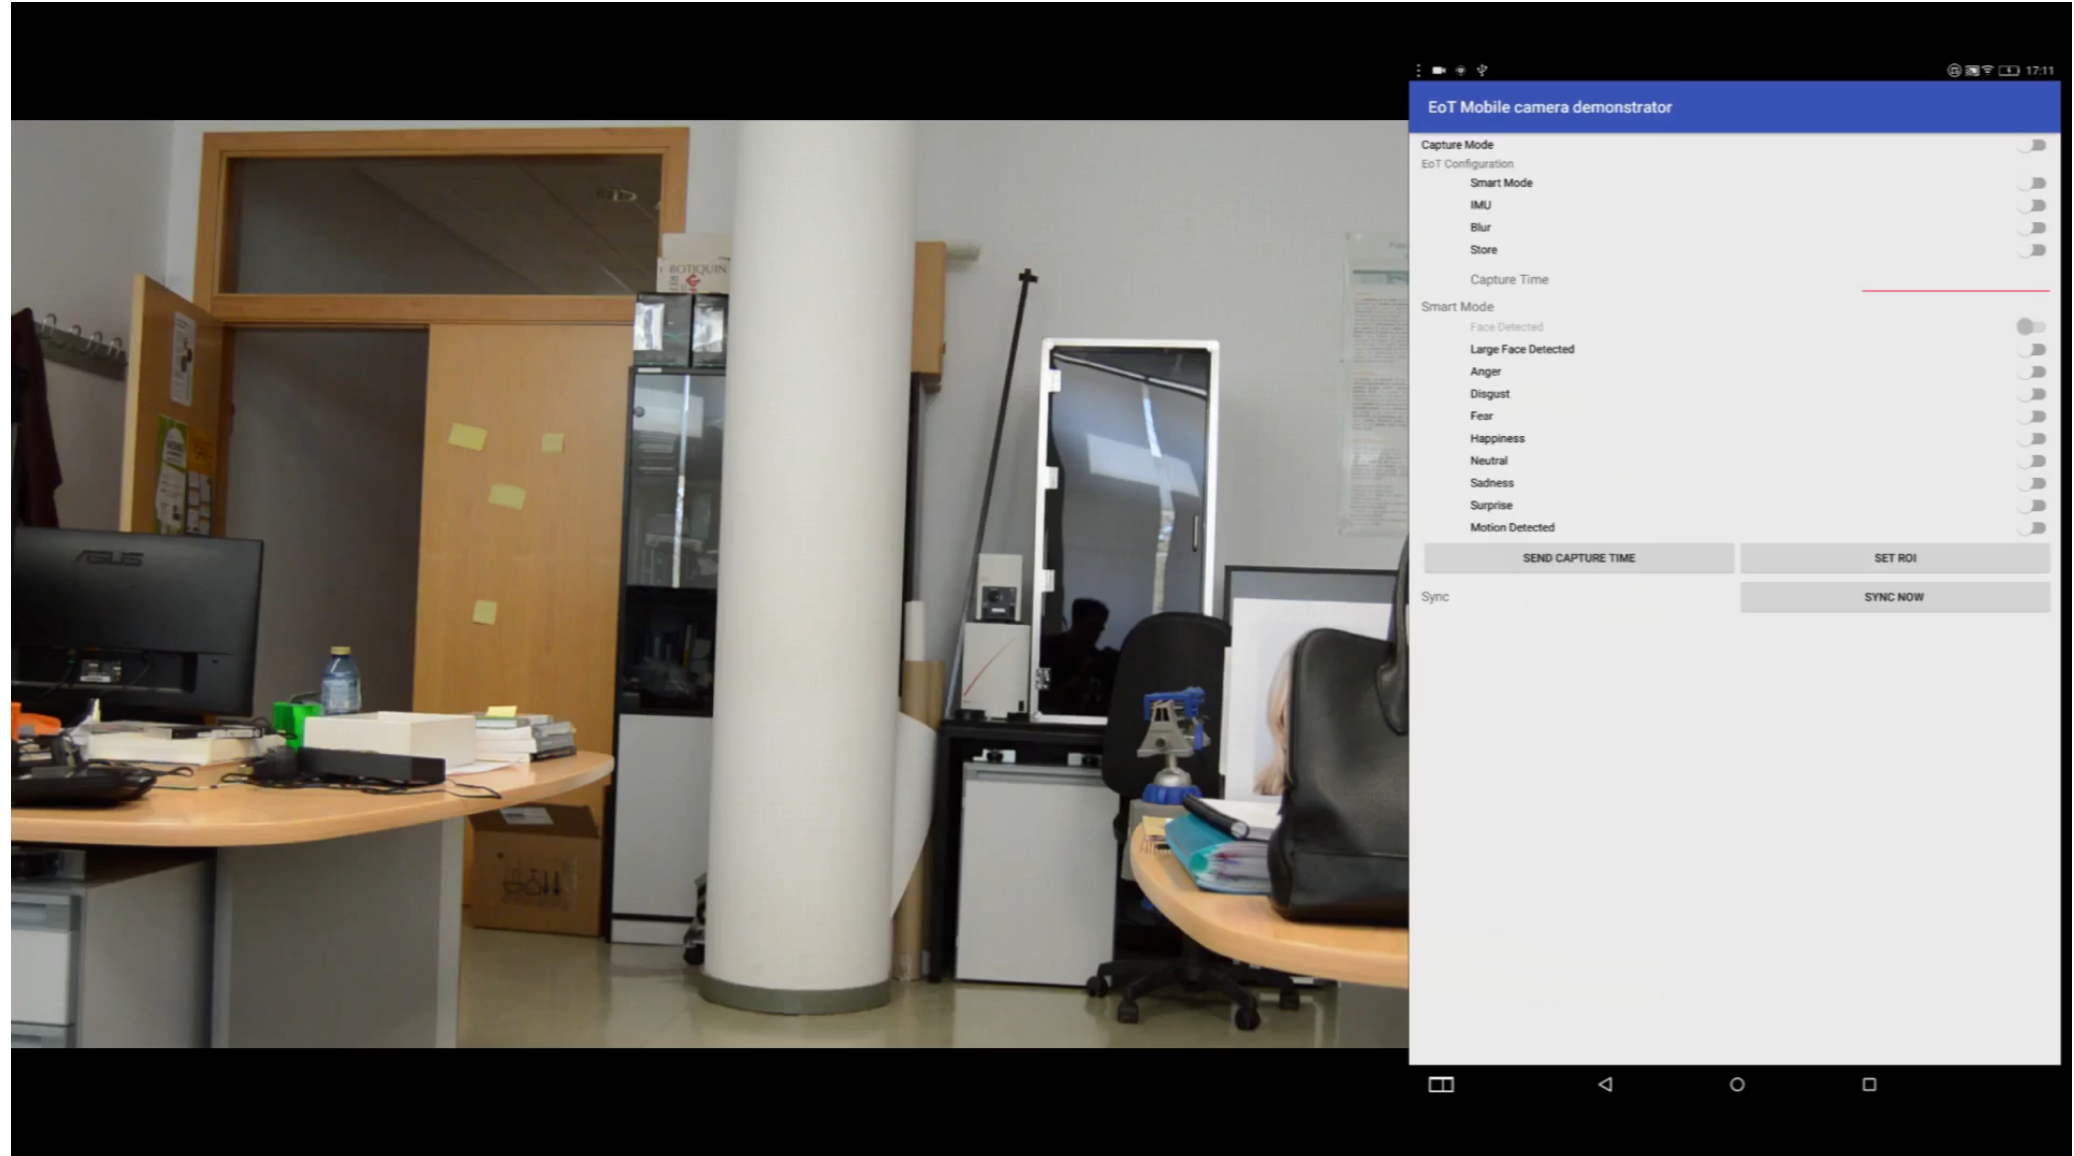 17:11
EoT Mobile camera demonstrator
Capture Mode
EoT Configuration
Smart Mode
IMU
Blur
Store
Capture Time
Smart Mode
Face Detected
Large Face Detected
Anger
Disgust
Fear
Happiness
Neutral
Sadness
Surprise
Motion Detected
SEND CAPTURE TIME
SET ROI
Sync
SYNC NOW
BOTIQUIN
ASUS